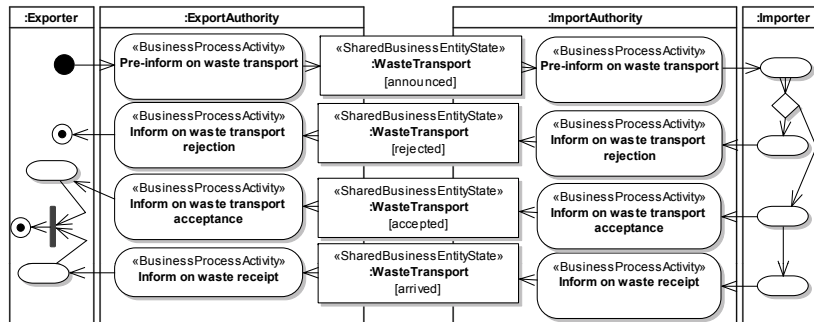 :Exporter
:ExportAuthority
:ImportAuthority
:Importer
«BusinessProcessActivity»
Pre-inform on waste transport
«SharedBusinessEntityState»
:WasteTransport
[announced]
«BusinessProcessActivity»
Pre-inform on waste transport
«BusinessProcessActivity»
Inform on waste transport
rejection
«SharedBusinessEntityState»
:WasteTransport
[rejected]
«BusinessProcessActivity»
Inform on waste transport
rejection
«BusinessProcessActivity»
Inform on waste transport
acceptance
«SharedBusinessEntityState»
:WasteTransport
[accepted]
«BusinessProcessActivity»
Inform on waste transport
acceptance
«BusinessProcessActivity»
Inform on waste receipt
«SharedBusinessEntityState»
:WasteTransport
[arrived]
«BusinessProcessActivity»
Inform on waste receipt